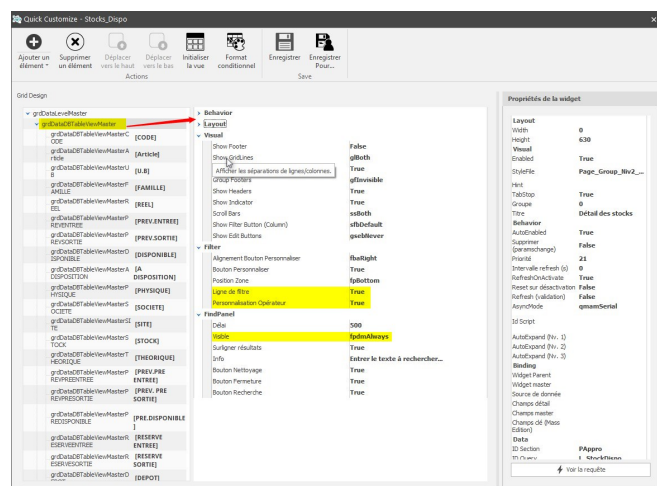 Quick Customize - Stocks_Dispo
Ajouter un élément
Supprimer un élément
Déplacer vers le haut
Déplacer vers le bas
Initialiser la vue
Format conditionnel
Enregistrer
Enregistrer Pour...
Actions
Save
Grid Design
grdDataLevelMaster
grdDataDBTableViewMaster
grdDataDBTableViewMasterCODE [CODE]
grdDataDBTableViewMasterArticle [Article]
grdDataDBTableViewMasterUB [U.B]
grdDataDBTableViewMasterFAMILLE [FAMILLE]
grdDataDBTableViewMasterREEL [REEL]
grdDataDBTableViewMasterPREVENTREE [PREV.ENTREE]
grdDataDBTableViewMasterPREVSORTIE [PREV.SORTIE]
grdDataDBTableViewMasterDISPONIBLE [DISPONIBLE]
grdDataDBTableViewMasterADISPOSITION [A DISPOSITION]
grdDataDBTableViewMasterPHYSIQUE [PHYSIQUE]
grdDataDBTableViewMasterSOCIETE [SOCIETE]
grdDataDBTableViewMasterSITE [SITE]
grdDataDBTableViewMasterSTOCK [STOCK]
grdDataDBTableViewMasterTHEORIQUE [THEORIQUE]
grdDataDBTableViewMasterPREVPREENTREE [PREV.PRE ENTREE]
grdDataDBTableViewMasterPREVPRESORTIE [PREV. PRE SORTIE]
grdDataDBTableViewMasterPREDISPONIBLE [PRE.DISPONIBLE]
grdDataDBTableViewMasterRESERVEENTREE [RESERVE ENTREE]
grdDataDBTableViewMasterRESERVESORTIE [RESERVE SORTIE]
grdDataDBTableViewMasterD [DEPOT]
Behavior
Layout
Visual
Show Footer False
Show GridLines glBoth
Afficher les séparations de lignes/colonnes. True
Group Footers gfInvisible
Show Headers True
Show Indicator True
Scroll Bars ssBoth
Show Filter Button (Column) sfbDefault
Show Edit Buttons gsebNever
Filter
Alignement Bouton Personnaliser fbaRight
Bouton Personnaliser True
Position Zone fpBottom
Ligne de filtre True
Personnalisation Opérateur True
FindPanel
Délai 500
Visible fpdmAlways
Surligner résultats True
Info Entrer le texte à rechercher...
Bouton Nettoyage True
Bouton Fermeture True
Bouton Recherche True
Propriétés de la widget
Layout
Width 0
Height 630
Visual
Enabled True
StyleFile Page_Group_Niv2_...
Hint
TabStop True
Groupe 0
Titre Détail des stocks
Behavior
AutoEnabled True
Supprimer (paramschange) False
Priorité 21
Intervalle refresh (s) 0
RefreshOnActivate True
Reset sur désactivation False
Refresh (validation) False
AsyncMode qmamSerial
Id Script
AutoExpand (Nv. 1)
AutoExpand (Nv. 2)
AutoExpand (Nv. 3)
Binding
Widget Parent
Widget master
Source de donnée
Champs détail
Champs master
Champs clé (Mass Edition)
Data
ID Section PAppro
ID Query L_StockDispo
Voir la requête